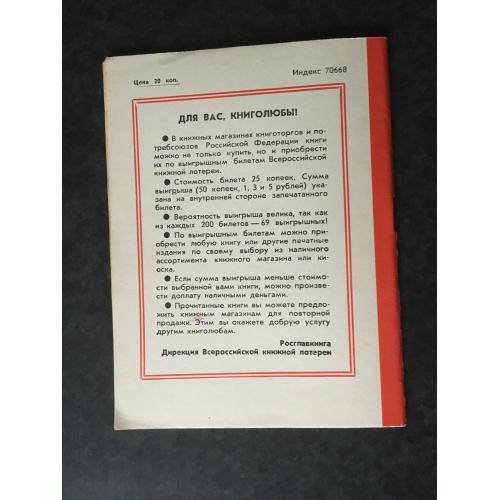 Цена 20 коп.
Индекс 70668
ДЛЯ ВАС, КНИГОЛЮБЫ!
● В книжных магазинах книготоргов и по-
требсоюзов Российской Федерации книги
можно не только купить, но и приобрести
их по выигрышным билетам Всероссийской
книжной лотереи.
● Стоимость билета 25 копеек. Сумма
выигрыша (50 копеек, 1, 3 и 5 рублей) ука-
зана на внутренней стороне запечатанного
билета.
● Вероятность выигрыша велика, так как
из каждых 200 билетов — 69 выигрышных!
● По выигрышным билетам можно при-
обрести любую книгу или другие печатные
издания по своему выбору из наличного
ассортимента книжного магазина или ки-
оска.
● Если сумма выигрыша меньше стоимо-
сти выбранной вами книги, можно произве-
сти доплату наличными деньгами.
● Прочитанные книги вы можете предло-
жить книжным магазинам для повторной
продажи. Этим вы окажете добрую услугу
другим книголюбам.
Росглавкнига
Дирекция Всероссийской книжной лотереи